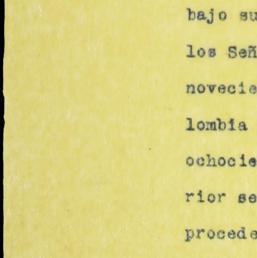 bajo su
los Señ
novecie
lombia
ochocie
rior se
procede